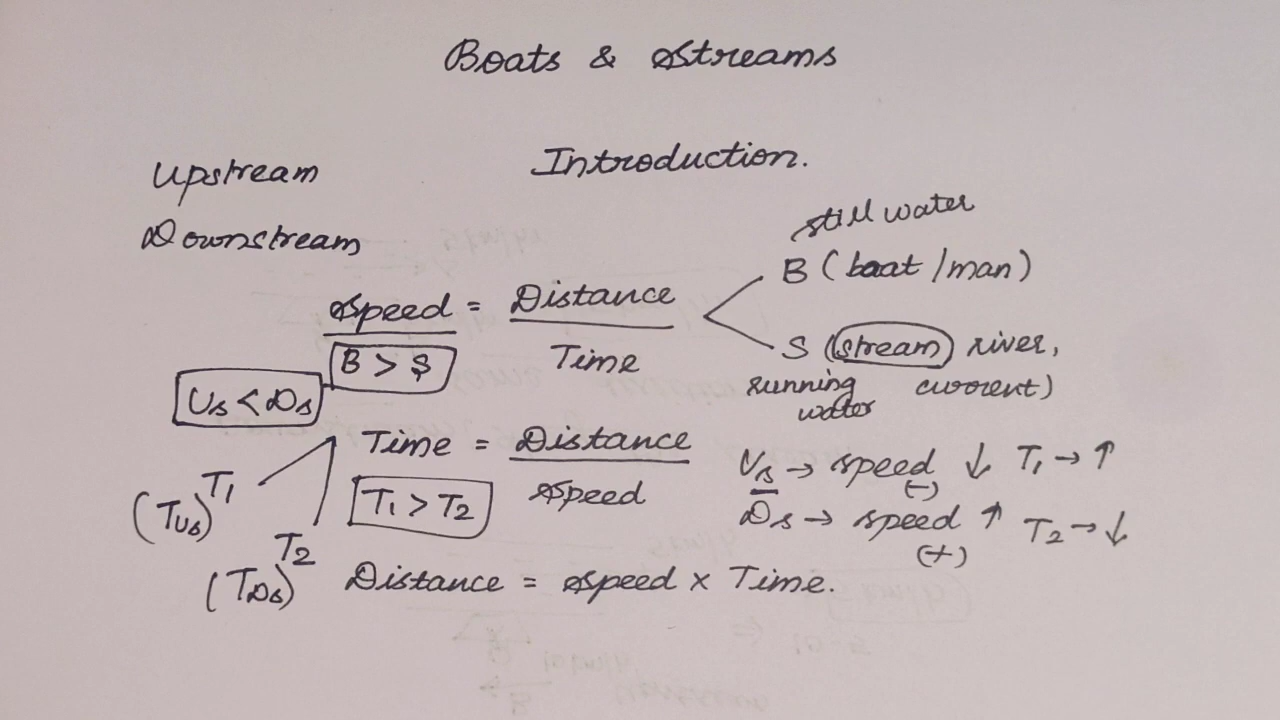 Boats & Streams
Introduction.
Upstream
Downstream
still water
B (boat / man)
Speed = Distance / Time
S (stream) river,
running water current)
B > S
Us < Ds
Time = Distance / Speed
T1 (TUs)
T2 (TDs)
T1 > T2
Us → speed ↓ T1 → ↑
(-)
Ds → speed ↑ T2 → ↓
(+)
Distance = Speed × Time.